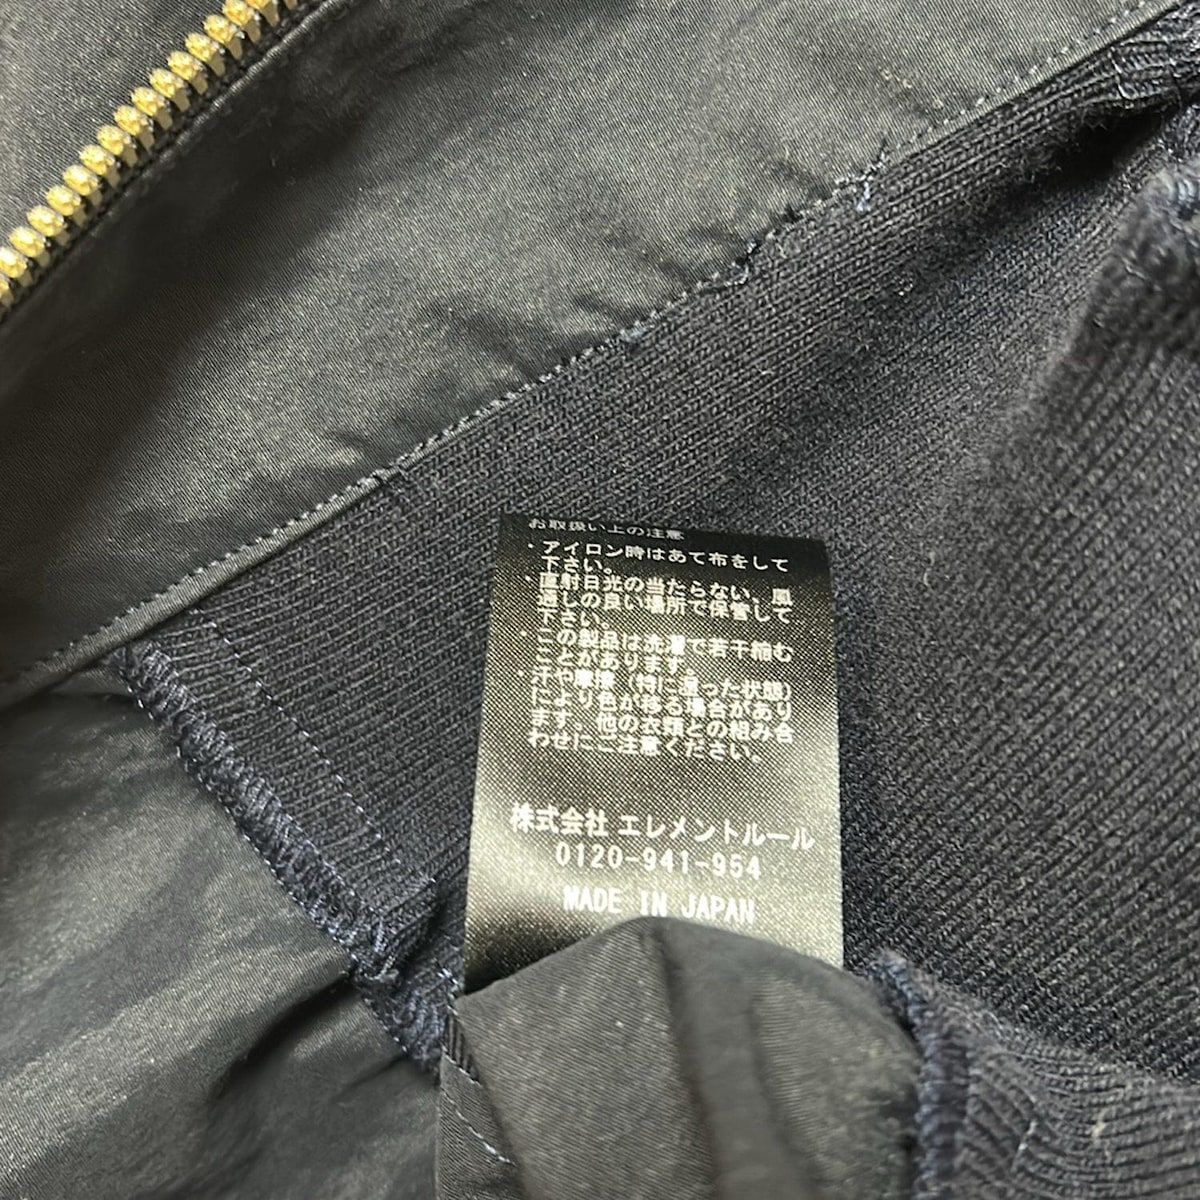 お取扱い上の注意
・アイロン時はあて布をして
下さい。
・直射日光の当たらない、風
通しの良い場所で保管して
下さい。
・この製品は洗濯で若干縮む
ことがあります。
・汗や摩擦（特に湿った状態）
により色が移る場合があり
ます。他の衣類との組み合
わせにご注意ください。
株式会社 エレメントルール
0120-941-954
MADE IN JAPAN